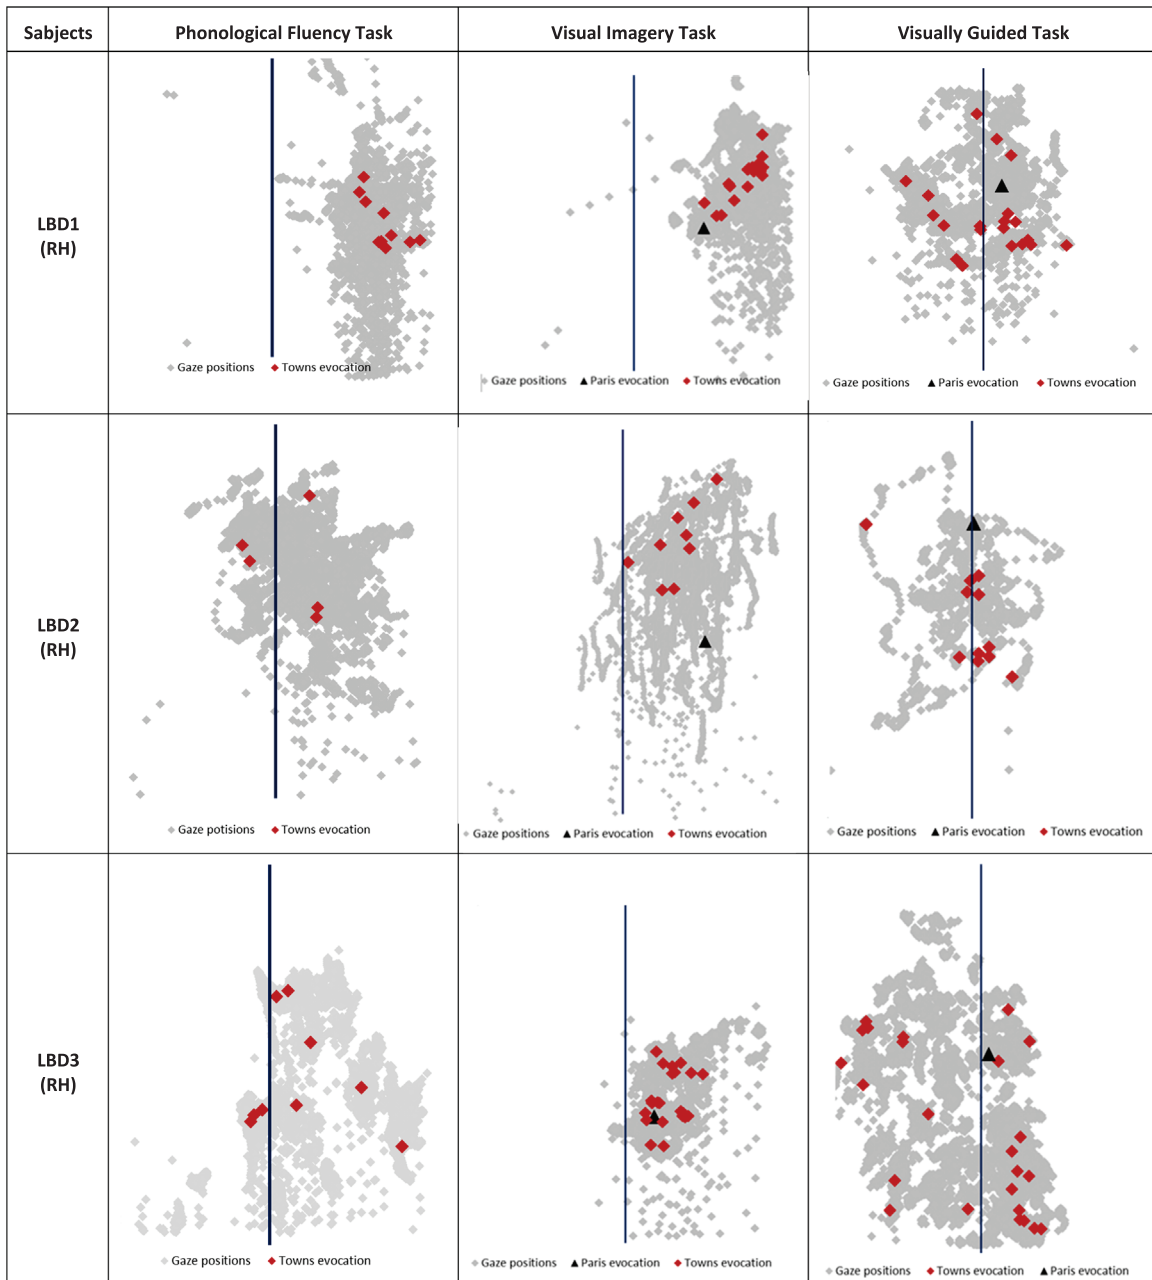 Sabjects Phonological Fluency Task Visual Imagery Task Visually Guided Task
LBD1
(RH)
Gaze positions Towns evocation
Gaze positions Paris evocation Towns evocation
Gaze positions Paris evocation Towns evocation
LBD2
(RH)
Gaze potisions Towns evocation
Gaze positions Paris evocation Towns evocation
Gaze positions Paris evocation Towns evocation
LBD3
(RH)
Gaze positions Towns evocation
Gaze positions Paris evocation Towns evocation
Gaze positions Towns evocation Paris evocation